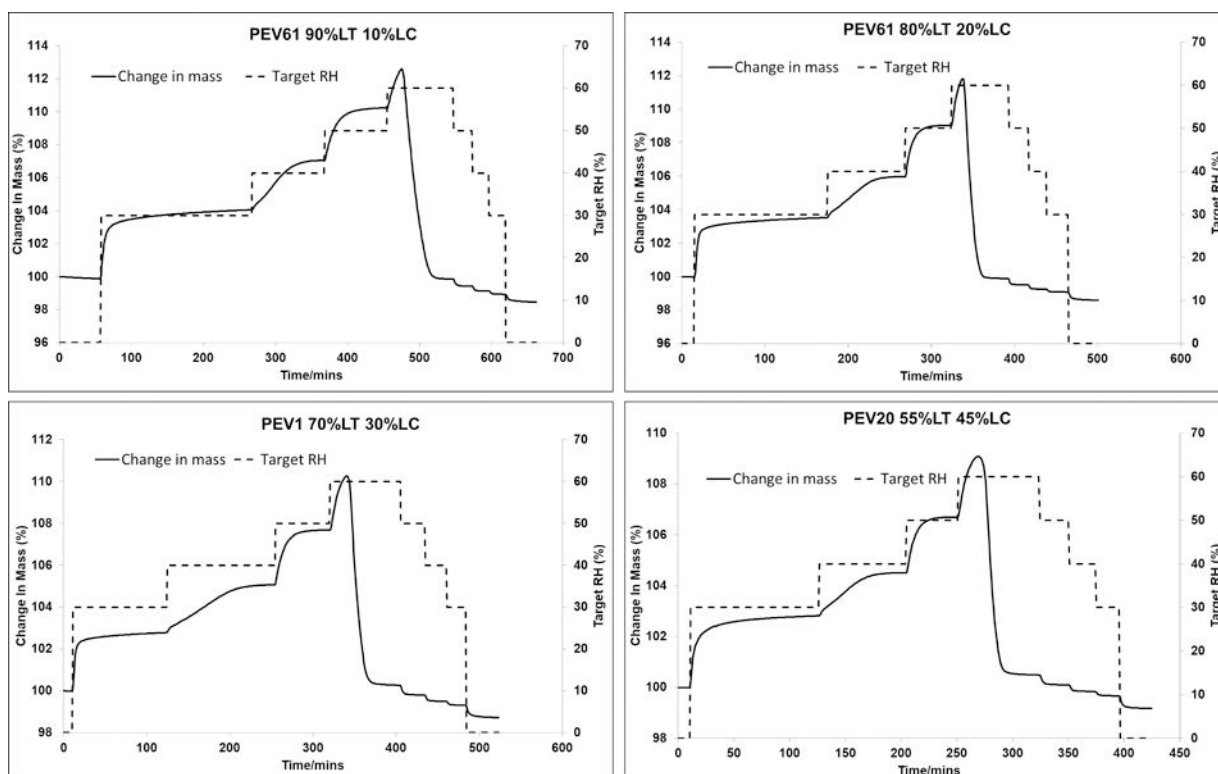 PEV61 90%LT 10%LC
Change in mass
Target RH
Change In Mass (%)
114
112
110
108
106
104
102
100
98
96
70
60
50
40
30
20
10
0
Target RH (%)
0 100 200 300 400 500 600 700
Time/mins
PEV61 80%LT 20%LC
Change in mass
Target RH
Change In Mass (%)
114
112
110
108
106
104
102
100
98
96
70
60
50
40
30
20
10
0
Target RH (%)
0 100 200 300 400 500 600
Time/mins
PEV1 70%LT 30%LC
Change in mass
Target RH
Change In Mass (%)
112
110
108
106
104
102
100
98
70
60
50
40
30
20
10
0
Target RH (%)
0 100 200 300 400 500 600
Time/mins
PEV20 55%LT 45%LC
Change in mass
Target RH
Change In Mass (%)
110
108
106
104
102
100
98
70
60
50
40
30
20
10
0
Target RH (%)
0 50 100 150 200 250 300 350 400 450
Time/mins